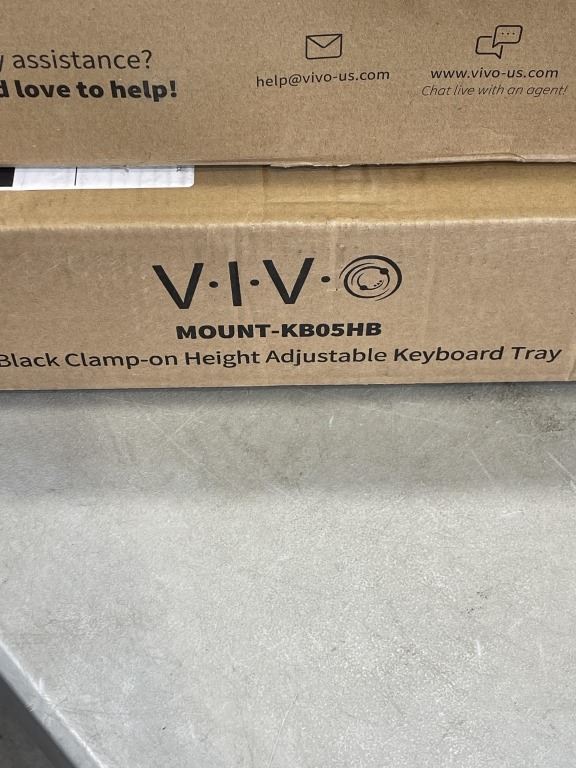 assistance?
love to help!
help@vivo-us.com
www.vivo-us.com
Chat live with an agent!
V·I·V·O
MOUNT-KB05HB
Black Clamp-on Height Adjustable Keyboard Tray